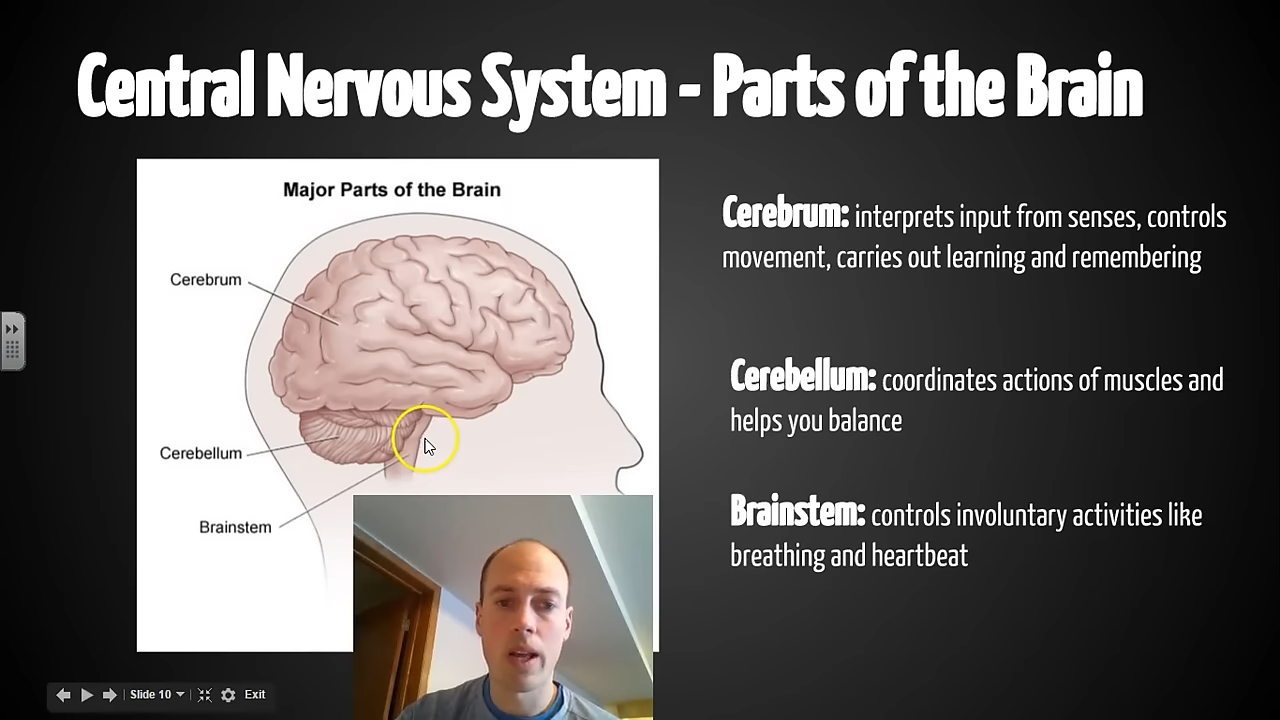 Central Nervous System - Parts of the Brain
Major Parts of the Brain
Cerebrum
Cerebellum
Brainstem
Cerebrum: interprets input from senses, controls
movement, carries out learning and remembering
Cerebellum: coordinates actions of muscles and
helps you balance
Brainstem: controls involuntary activities like
breathing and heartbeat
Slide 10
Exit